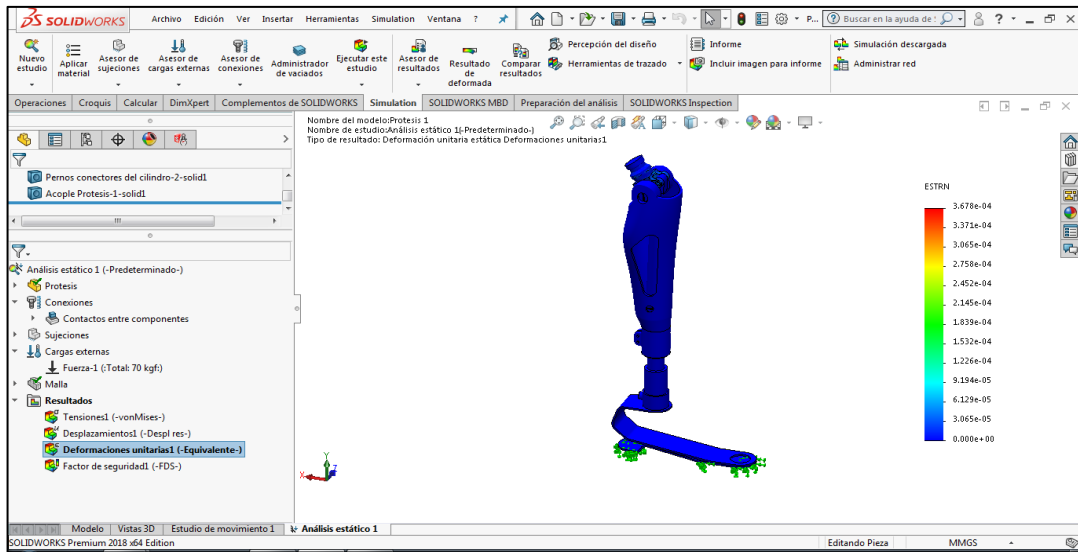 SOLIDWORKS
Archivo Edición Ver Insertar Herramientas Simulation Ventana ?
P...
Buscar en la ayuda de :
Nuevo estudio
Aplicar material
Asesor de sujeciones
Asesor de cargas externas
Asesor de conexiones
Administrador de vaciados
Ejecutar este estudio
Asesor de resultados
Resultado de deformada
Comparar resultados
Percepción del diseño
Herramientas de trazado
Informe
Incluir imagen para informe
Simulación descargada
Administrar red
Operaciones Croquis Calcular DimXpert Complementos de SOLIDWORKS Simulation SOLIDWORKS MBD Preparación del análisis SOLIDWORKS Inspection
Nombre del modelo:Protesis 1
Nombre de estudio:Análisis estático 1(-Predeterminado-)
Tipo de resultado: Deformación unitaria estática Deformaciones unitarias1
Pernos conectores del cilindro-2-solid1
Acople Protesis-1-solid1
Análisis estático 1 (-Predeterminado-)
Protesis
Conexiones
Contactos entre componentes
Sujeciones
Cargas externas
Fuerza-1 (:Total: 70 kgf:)
Malla
Resultados
Tensiones1 (-vonMises-)
Desplazamientos1 (-Despl res-)
Deformaciones unitarias1 (-Equivalente-)
Factor de seguridad1 (-FDS-)
ESTRN
3.678e-04
3.371e-04
3.065e-04
2.758e-04
2.452e-04
2.145e-04
1.839e-04
1.532e-04
1.226e-04
9.194e-05
6.129e-05
3.065e-05
0.000e+00
Y
X
Z
Modelo Vistas 3D Estudio de movimiento 1 Análisis estático 1
SOLIDWORKS Premium 2018 x64 Edition
Editando Pieza
MMGS